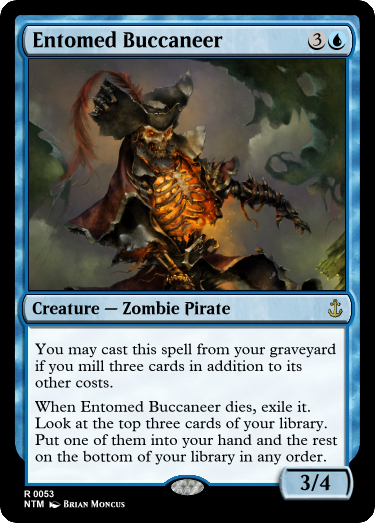 Entomed Buccaneer 3
Creature — Zombie Pirate
You may cast this spell from your graveyard
if you mill three cards in addition to its
other costs.
When Entomed Buccaneer dies, exile it.
Look at the top three cards of your library.
Put one of them into your hand and the rest
on the bottom of your library in any order.
3/4
R 0053
NTM Brian Moncus